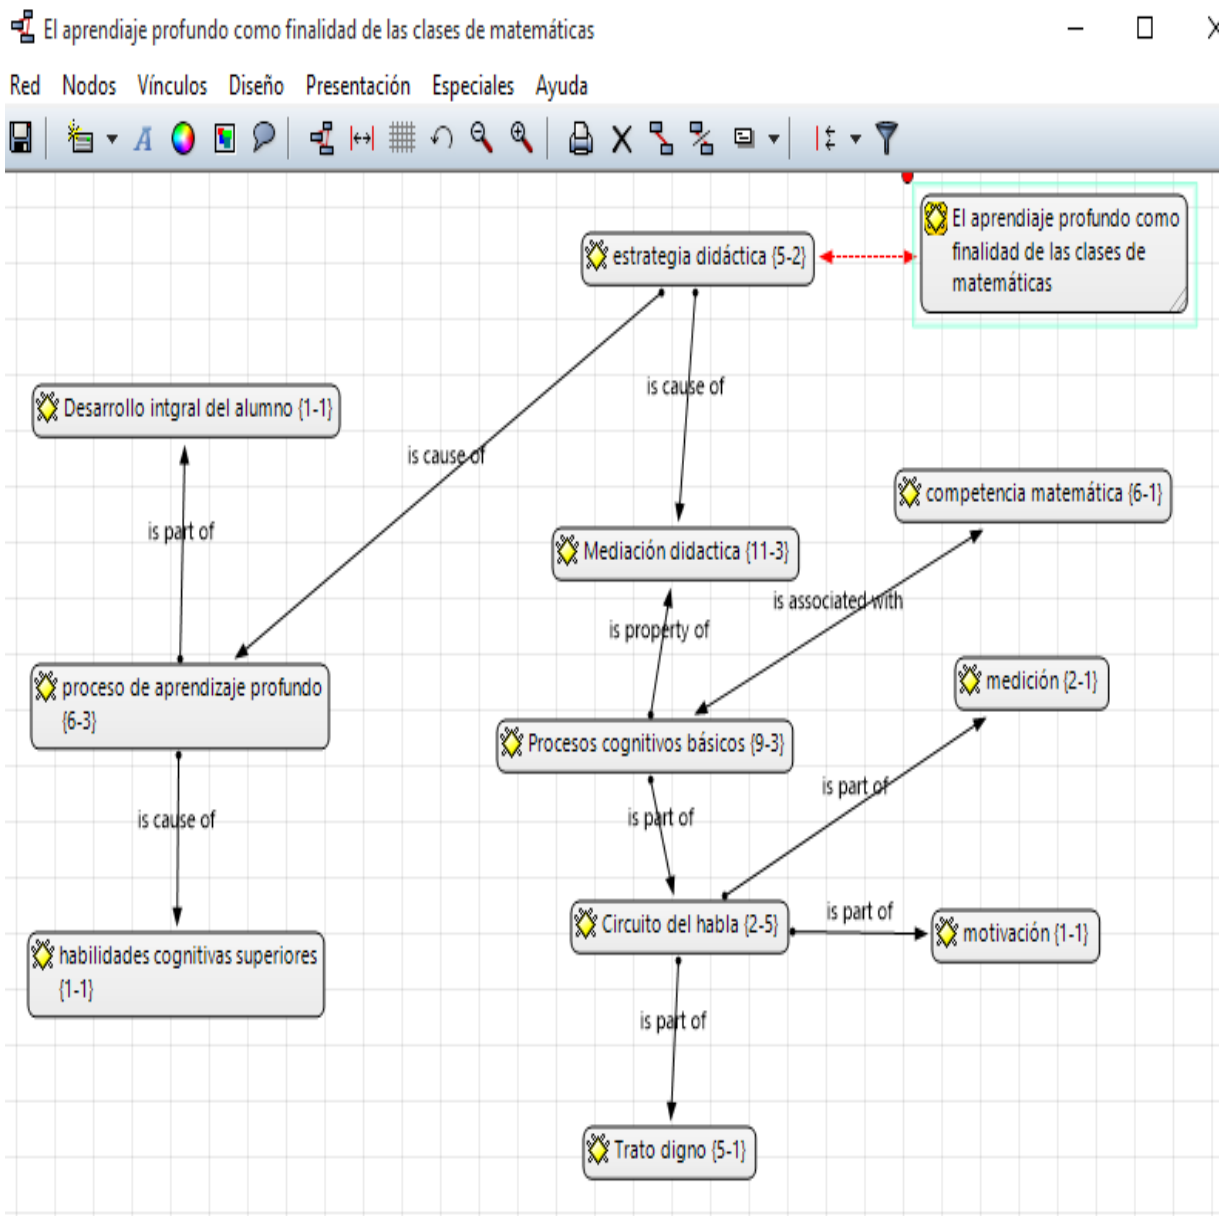 El aprendiaje profundo como finalidad de las clases de matemáticas
Red Nodos Vínculos Diseño Presentación Especiales Ayuda
El aprendiaje profundo como
finalidad de las clases de
matemáticas
estrategia didáctica {5-2}
is cause of
Desarrollo intgral del alumno {1-1}
is cause of
competencia matemática {6-1}
is part of
Mediación didactica {11-3}
is associated with
is property of
proceso de aprendizaje profundo
{6-3}
medición {2-1}
Procesos cognitivos básicos {9-3}
is part of
is cause of
is part of
Circuito del habla {2-5}
is part of
motivación {1-1}
habilidades cognitivas superiores
{1-1}
is part of
Trato digno {5-1}